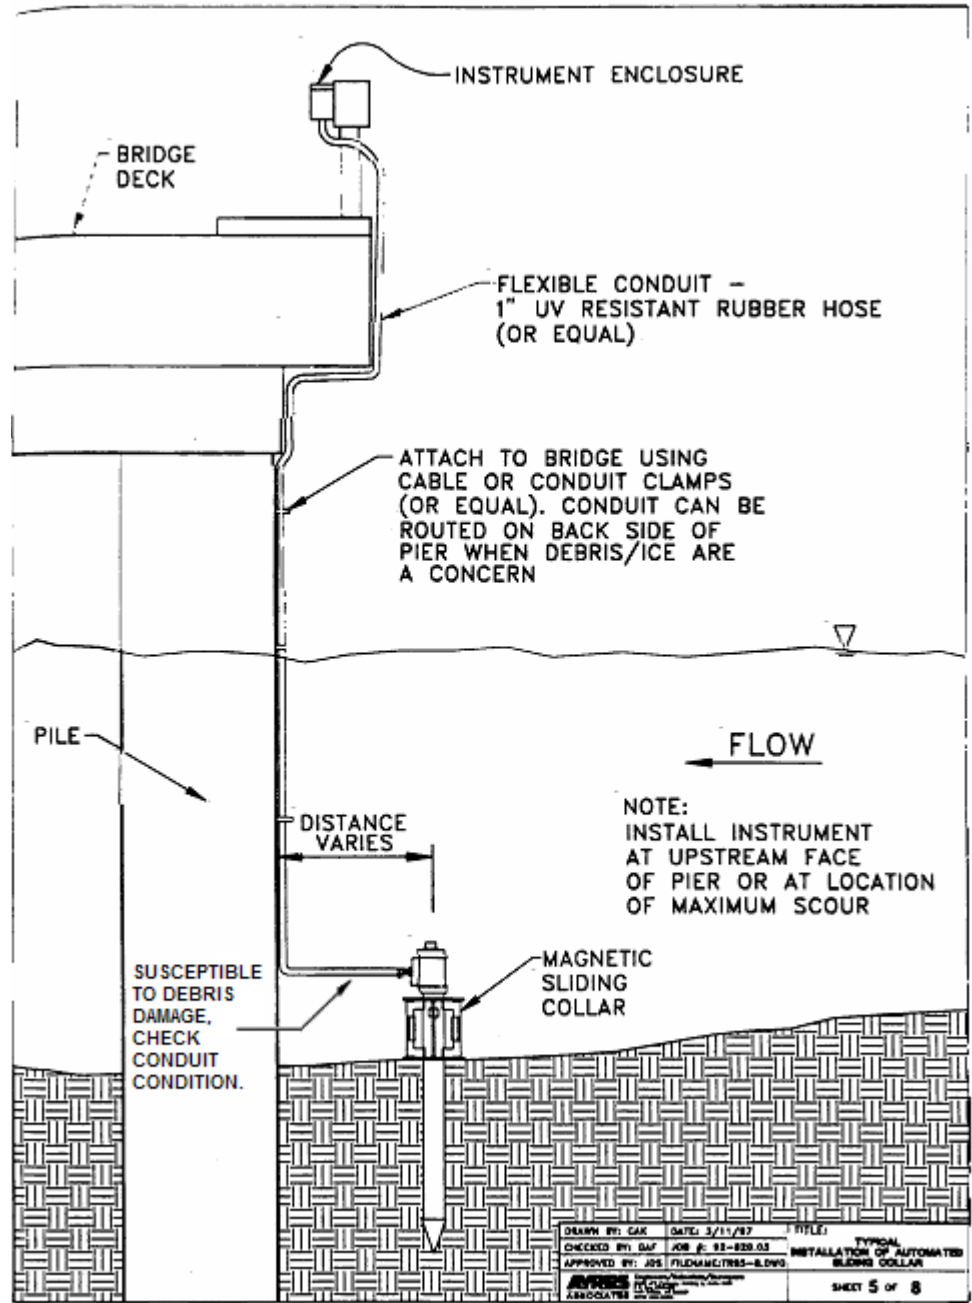 INSTRUMENT ENCLOSURE
BRIDGE
DECK
FLEXIBLE CONDUIT -
1" UV RESISTANT RUBBER HOSE
(OR EQUAL)
ATTACH TO BRIDGE USING
CABLE OR CONDUIT CLAMPS
(OR EQUAL). CONDUIT CAN BE
ROUTED ON BACK SIDE OF
PIER WHEN DEBRIS/ICE ARE
A CONCERN
PILE
FLOW
DISTANCE
VARIES
NOTE:
INSTALL INSTRUMENT
AT UPSTREAM FACE
OF PIER OR AT LOCATION
OF MAXIMUM SCOUR
MAGNETIC
SLIDING
COLLAR
SUSCEPTIBLE
TO DEBRIS
DAMAGE,
CHECK
CONDUIT
CONDITION.
DRAWN BY: CAK
DATE: 3/11/97
CHECKED BY: GAF
JOB #:
APPROVED BY: JOS
TITLE:
TYPICAL
INSTALLATION OF AUTOMATED
SLIDING COLLAR
AYRES
ASSOCIATES
SHEET 5 OF 8